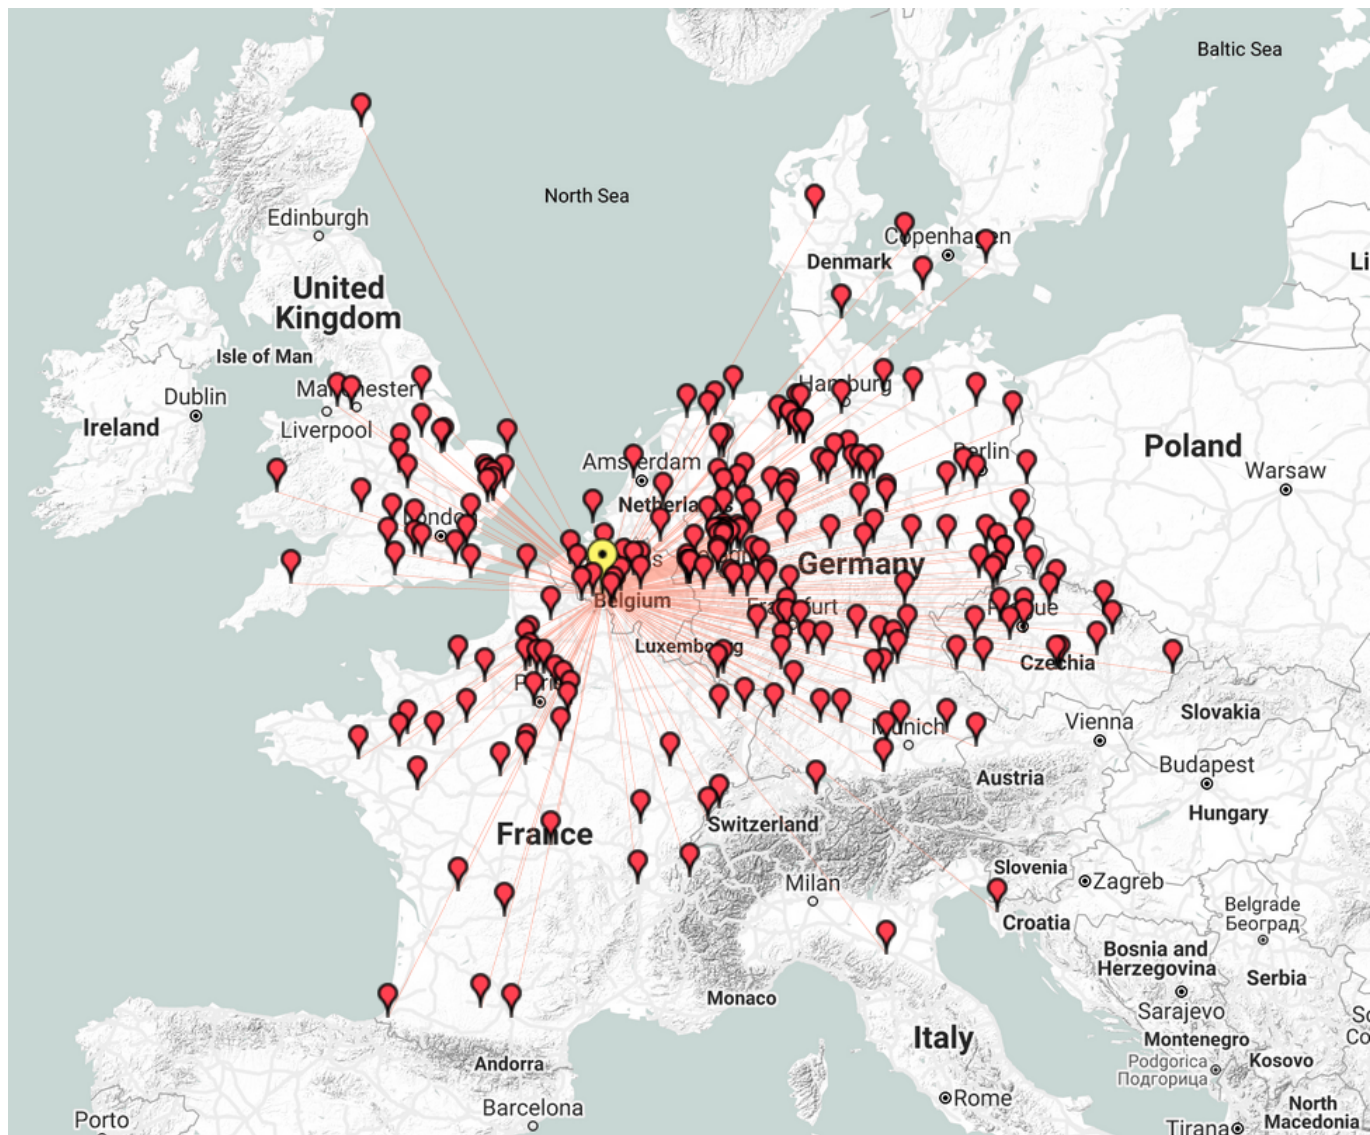 Baltic Sea
North Sea
Edinburgh
Copenhagen
Denmark
United
Kingdom
Isle of Man
Dublin
Manchester
Hamburg
Ireland
Liverpool
Poland
Berlin
Amsterdam
Warsaw
Netherlands
London
Germany
Belgium
Frankfurt
Prague
Luxembourg
Czechia
Paris
Slovakia
Vienna
Munich
Budapest
Austria
Hungary
France
Switzerland
Slovenia
Milan
Zagreb
Belgrade
Београд
Croatia
Bosnia and
Herzegovina
Serbia
Monaco
Sarajevo
Italy
Montenegro
Andorra
Podgorica
Подгорица
Kosovo
Rome
Barcelona
North
Macedonia
Porto
Tirana